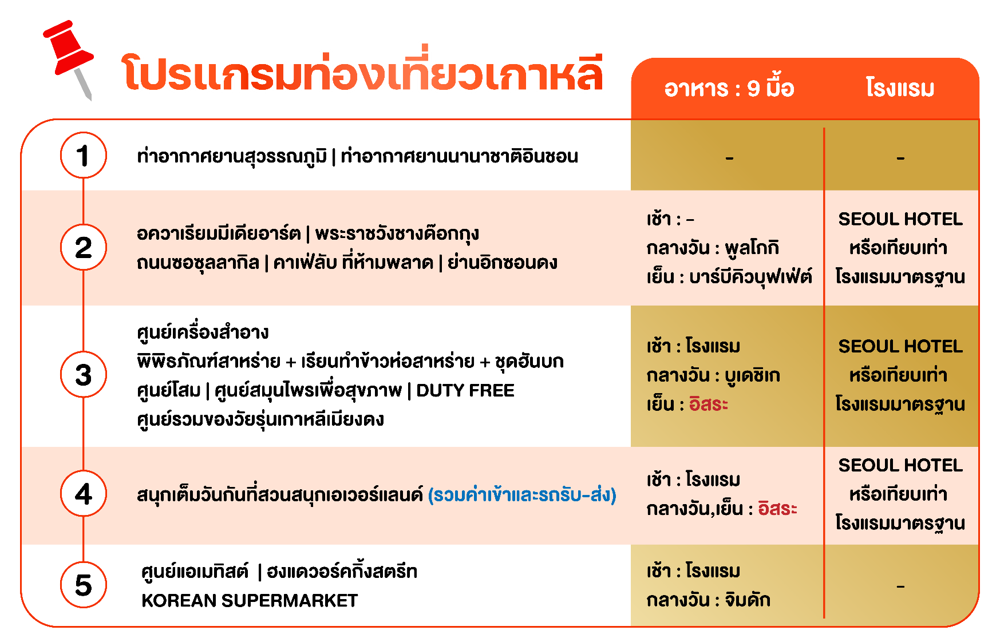 โปรแกรมท่องเที่ยวเกาหลี
อาหาร : 9 มื้อ
โรงแรม
1
ท่าอากาศยานสุวรรณภูมิ | ท่าอากาศยานนานาชาติอินชอน
-
-
2
อควาเรียมมีเดียอาร์ต | พระราชวังชางด๊อกกุง
ถนนซอซุลลากิล | คาเฟ่ลับ ที่ห้ามพลาด | ย่านอิกซอนดง
เช้า : -
กลางวัน : พูลโกกิ
เย็น : บาร์บีคิวบุฟเฟ่ต์
SEOUL HOTEL
หรือเทียบเท่า
โรงแรมมาตรฐาน
3
ศูนย์เครื่องสำอาง
พิพิธภัณฑ์สาหร่าย + เรียนทำข้าวห่อสาหร่าย + ชุดฮันบก
ศูนย์โสม | ศูนย์สมุนไพรเพื่อสุขภาพ | DUTY FREE
ศูนย์รวมของวัยรุ่นเกาหลีเมียงดง
เช้า : โรงแรม
กลางวัน : บูเดชิเก
เย็น : อิสระ
SEOUL HOTEL
หรือเทียบเท่า
โรงแรมมาตรฐาน
4
สนุกเต็มวันกันที่สวนสนุกเอเวอร์แลนด์ (รวมค่าเข้าและรถรับ-ส่ง)
เช้า : โรงแรม
กลางวัน,เย็น : อิสระ
SEOUL HOTEL
หรือเทียบเท่า
โรงแรมมาตรฐาน
5
ศูนย์แอเมทิสต์ | ฮงแดวอร์คกิ้งสตรีท
KOREAN SUPERMARKET
เช้า : โรงแรม
กลางวัน : จิมดัก
-